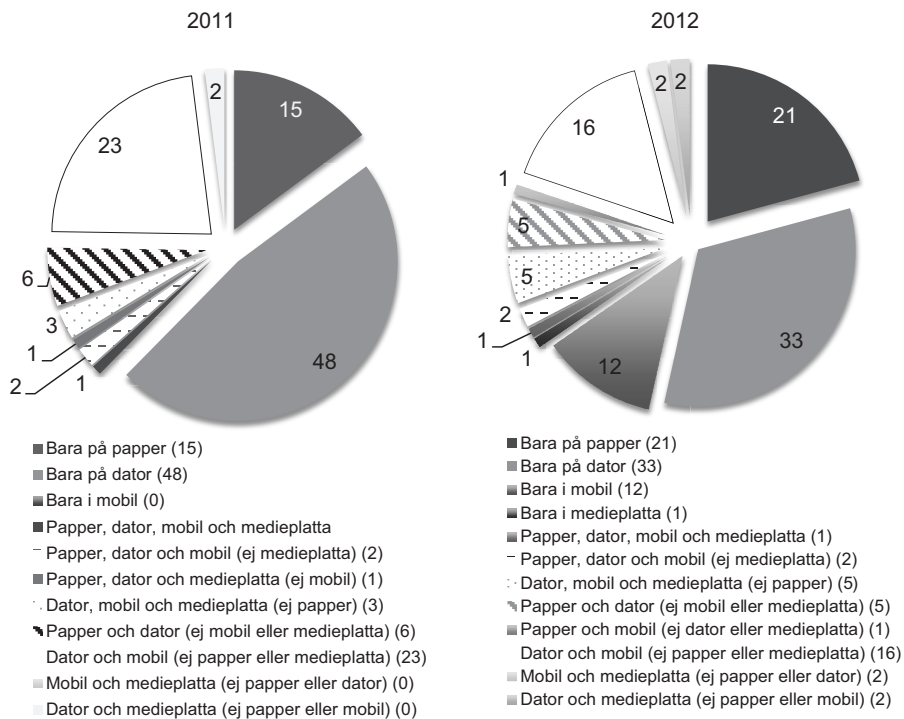 2011
2
15
23
6
3
1
2
1
48
Bara på papper (15)
Bara på dator (48)
Bara i mobil (0)
Papper, dator, mobil och medieplatta
Papper, dator och mobil (ej medieplatta) (2)
Papper, dator och medieplatta (ej mobil) (1)
Dator, mobil och medieplatta (ej papper) (3)
Papper och dator (ej mobil eller medieplatta) (6)
Dator och mobil (ej papper eller medieplatta) (23)
Mobil och medieplatta (ej papper eller dator) (0)
Dator och medieplatta (ej papper eller mobil) (0)
2012
2 2
21
16
1
5
5
2
1
1
12
33
Bara på papper (21)
Bara på dator (33)
Bara i mobil (12)
Bara i medieplatta (1)
Papper, dator, mobil och medieplatta (1)
Papper, dator och mobil (ej medieplatta) (2)
Dator, mobil och medieplatta (ej papper) (5)
Papper och dator (ej mobil eller medieplatta) (5)
Papper och mobil (ej dator eller medieplatta) (1)
Dator och mobil (ej papper eller medieplatta) (16)
Mobil och medieplatta (ej papper eller dator) (2)
Dator och medieplatta (ej papper eller mobil) (2)